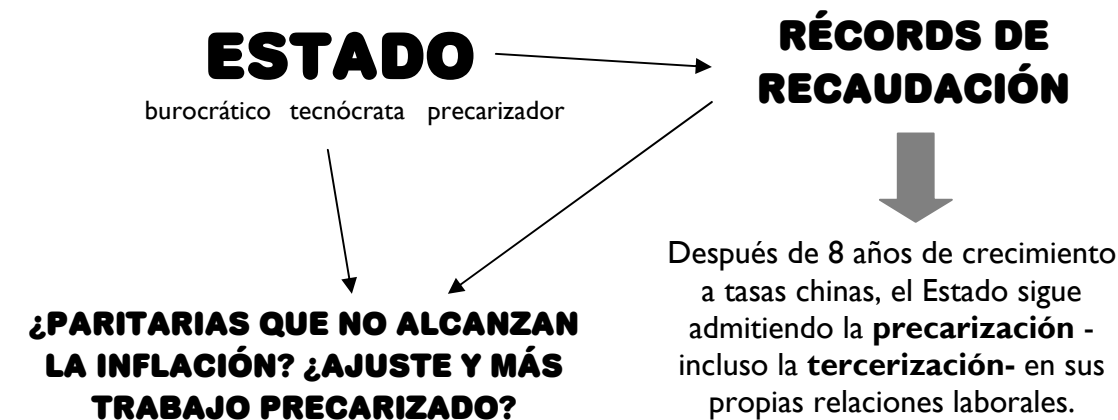 ESTADO
burocrático tecnócrata precarizador
RÉCORDS DE
RECAUDACIÓN
Después de 8 años de crecimiento
a tasas chinas, el Estado sigue
admitiendo la precarización -
incluso la tercerización- en sus
propias relaciones laborales.
¿PARITARIAS QUE NO ALCANZAN
LA INFLACIÓN? ¿AJUSTE Y MÁS
TRABAJO PRECARIZADO?